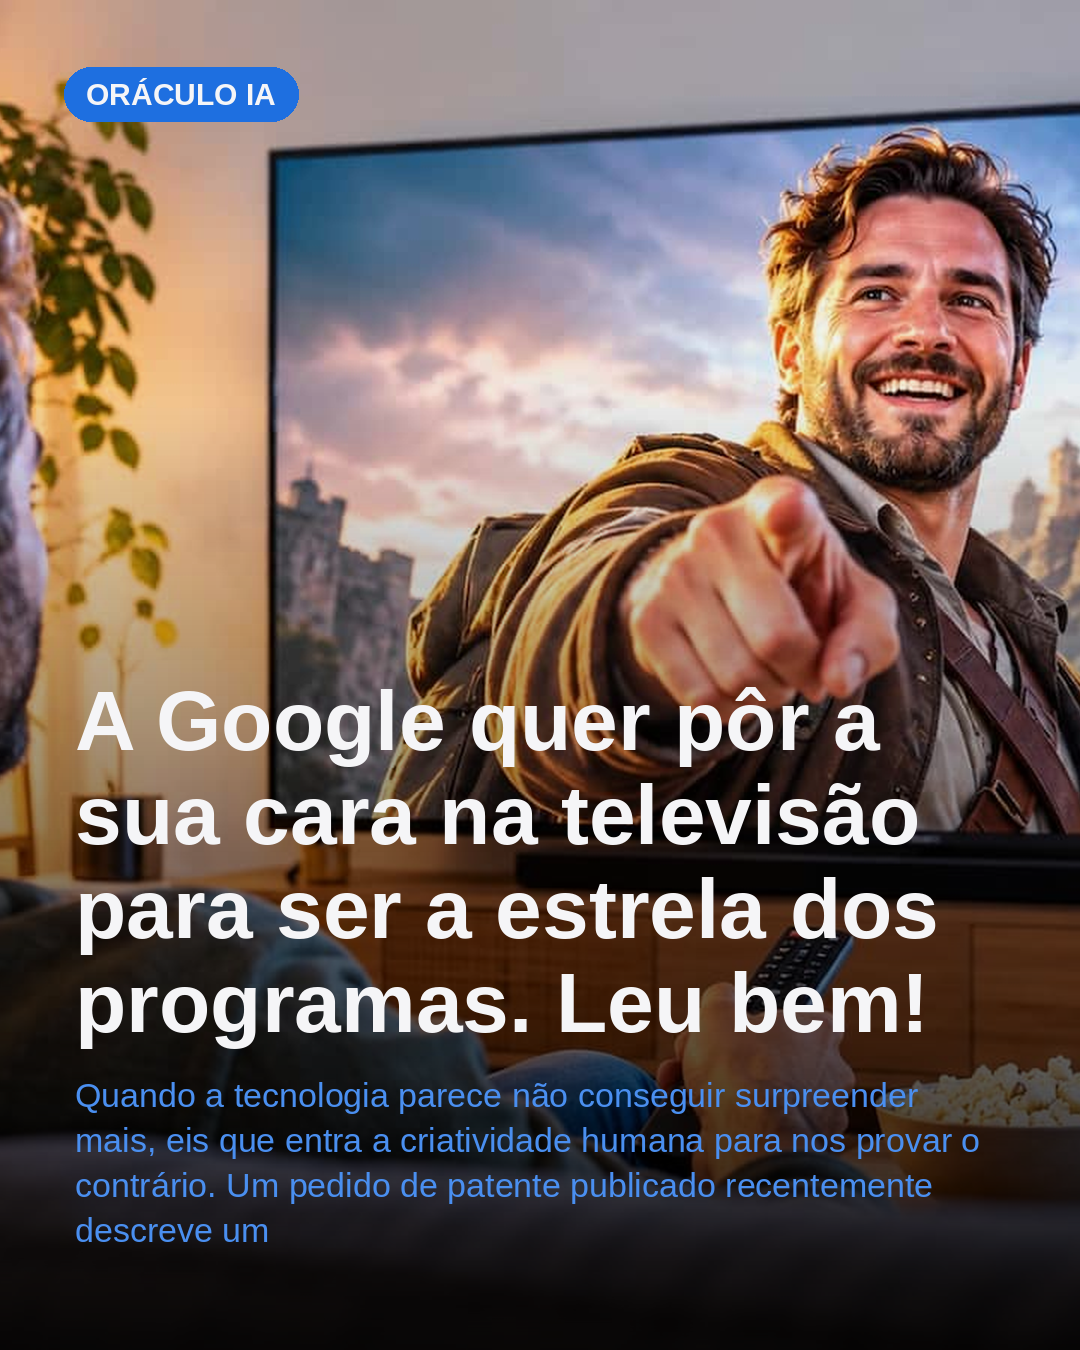 ORÁCULO IA
A Google quer pôr a
sua cara na televisão
para ser a estrela dos
programas. Leu bem!
Quando a tecnologia parece não conseguir surpreender
mais, eis que entra a criatividade humana para nos provar o
contrário. Um pedido de patente publicado recentemente
descreve um